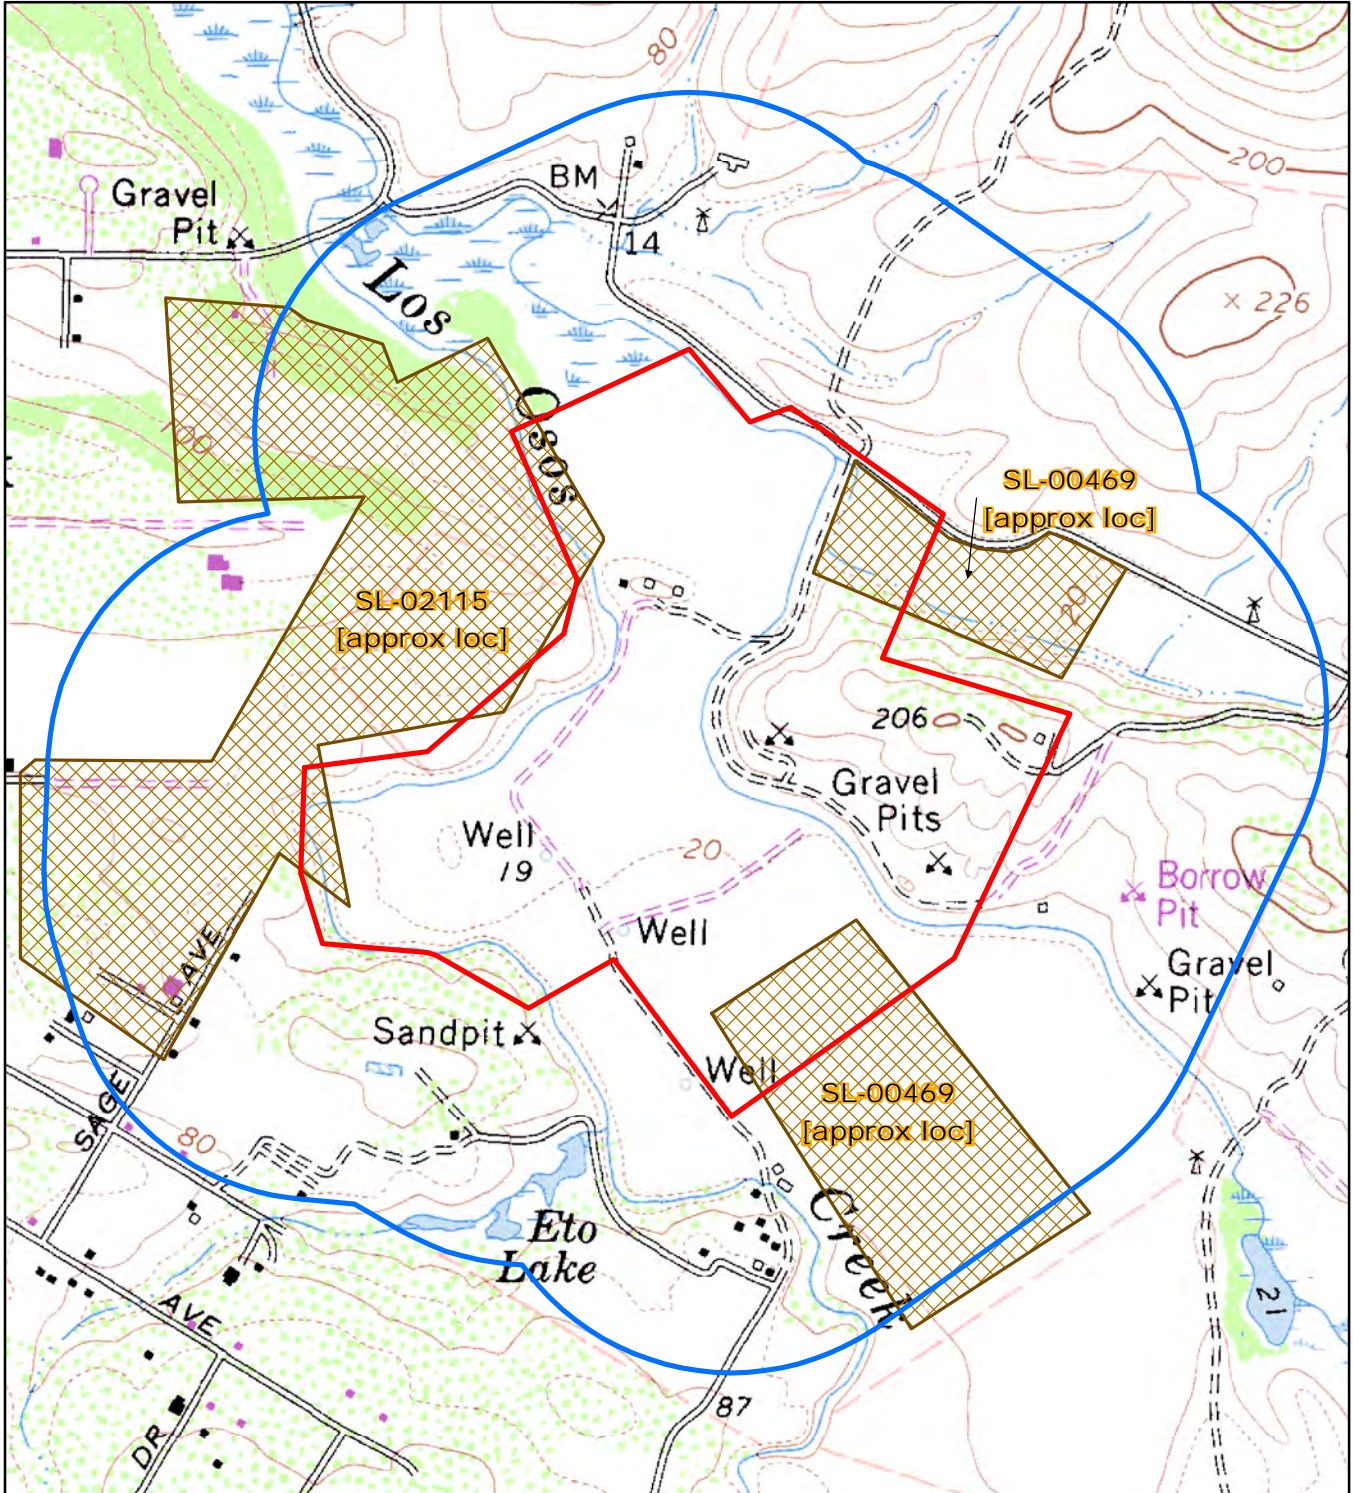 80
200
BM
Gravel
Pit
14
Los
226
Osos
100
SL-00469
[approx loc]
20
SL-02115
[approx loc]
206
Gravel
Pits
Well
19
20
Borrow
Pit
Well
Gravel
Pit
AVE
Sandpit
Well
SL-00469
[approx loc]
SAGE
80
Creek
Eto
Lake
21
AVE
87
DR